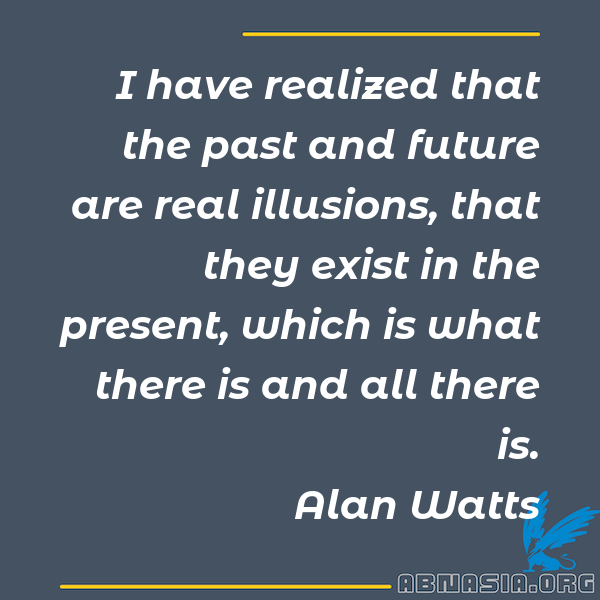 I have realized that
the past and future
are real illusions, that
they exist in the
present, which is what
there is and all there
is.
Alan Watts
ABNASIA.ORG